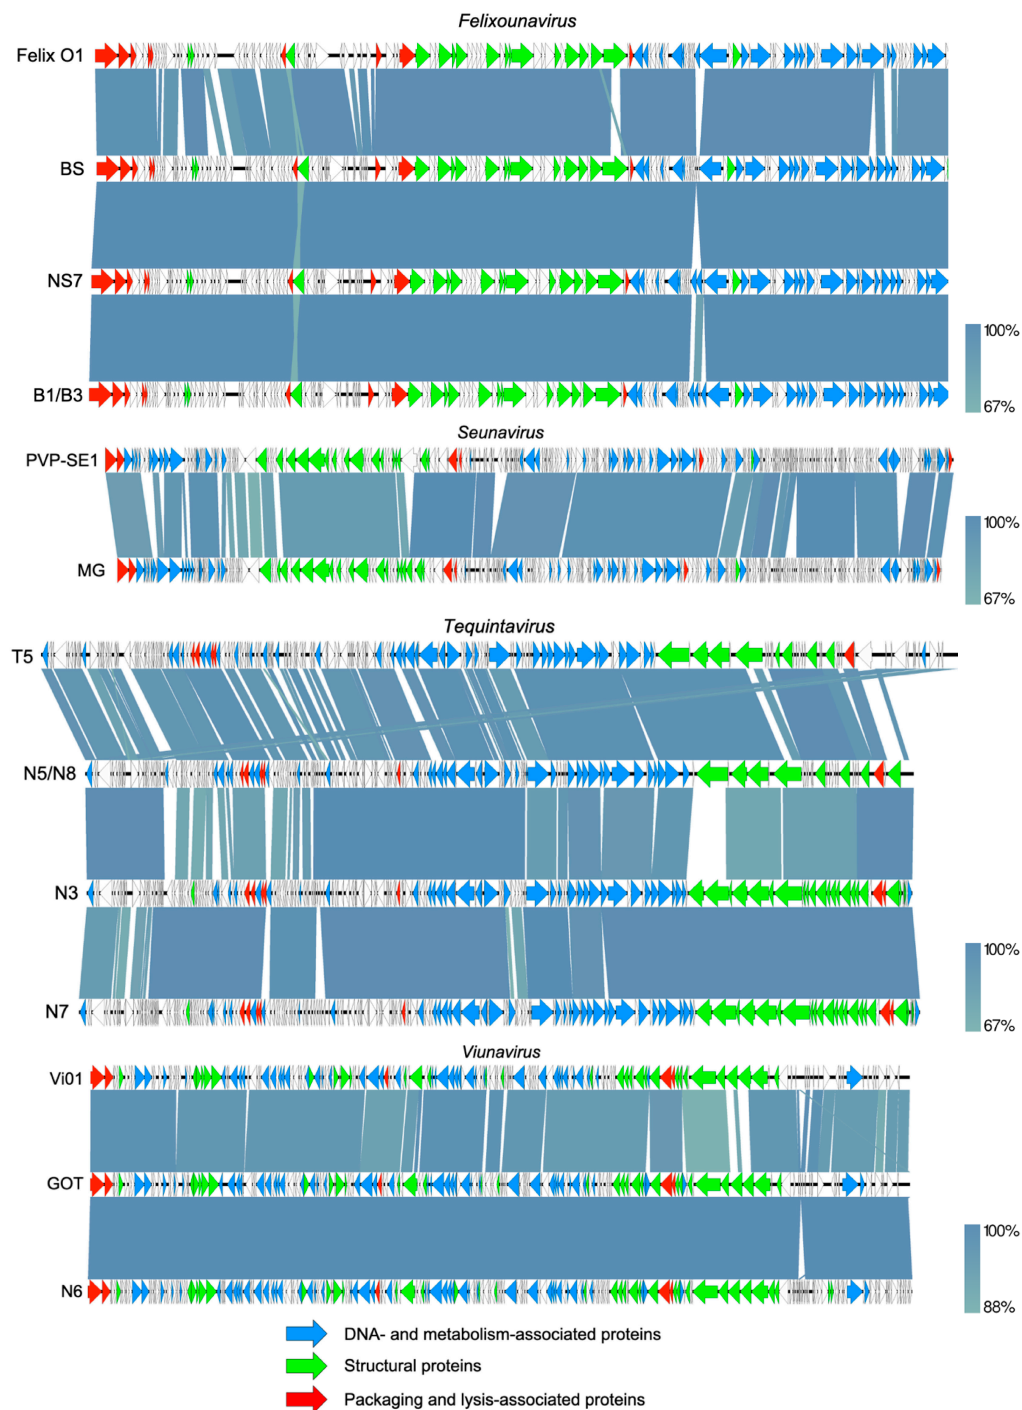 Felixounavirus
Felix O1
BS
NS7
100%
67%
B1/B3
Seunavirus
PVP-SE1
100%
MG
67%
Tequintavirus
T5
N5/N8
N3
100%
N7
67%
Viunavirus
Vi01
GOT
100%
N6
88%
DNA- and metabolism-associated proteins
Structural proteins
Packaging and lysis-associated proteins